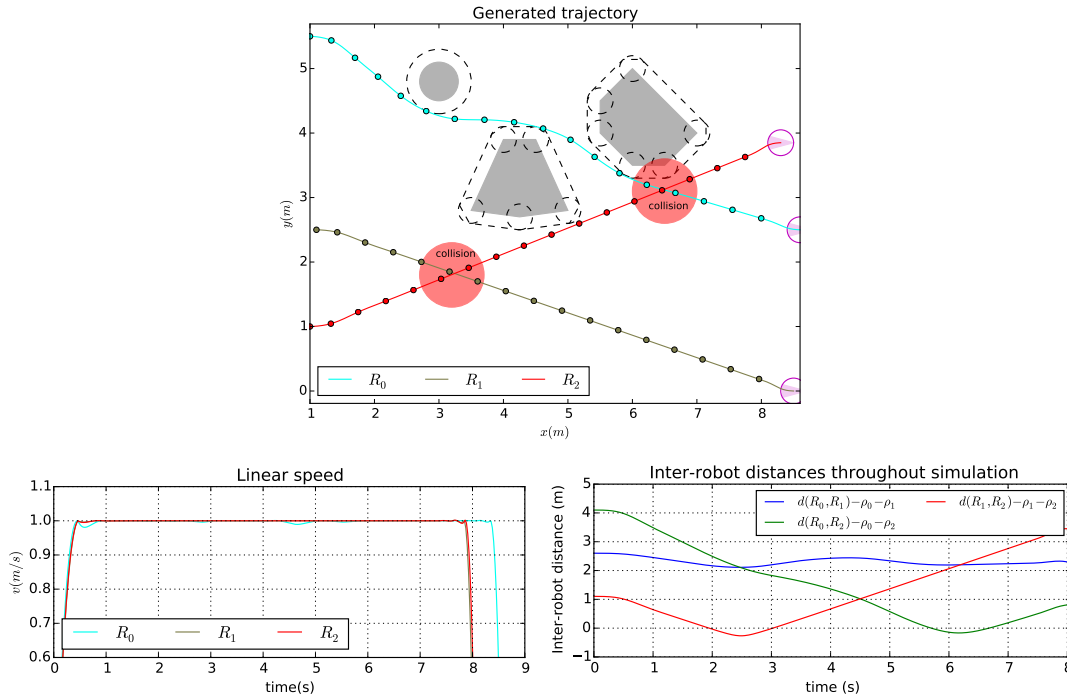 Generated trajectory
5
4
3
2
1
0
y(m)
collision
collision
R₀ R₁ R₂
1 2 3 4 5 6 7 8
x(m)
Linear speed
1.1
1.0
0.9
0.8
0.7
0.6
v(m/s)
R₀ R₁ R₂
0 1 2 3 4 5 6 7 8 9
time(s)
Inter-robot distances throughout simulation
5
4
3
2
1
0
−1
Inter-robot distance (m)
d(R₀,R₁)−ρ₀−ρ₁ d(R₁,R₂)−ρ₁−ρ₂
d(R₀,R₂)−ρ₀−ρ₂
0 1 2 3 4 5 6 7 8
time (s)